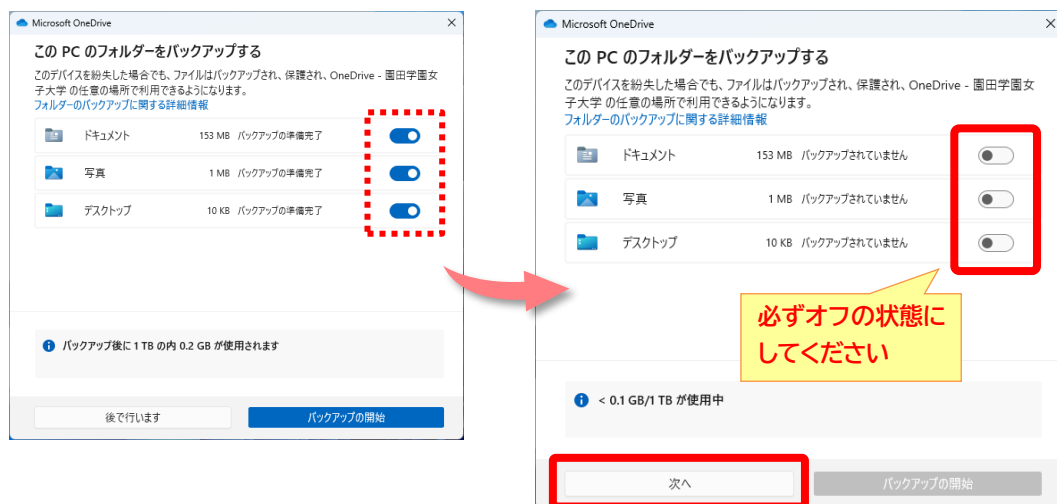 Microsoft OneDrive
この PC のフォルダーをバックアップする
このデバイスを紛失した場合でも、ファイルはバックアップされ、保護され、OneDrive - 園田学園女
子大学 の任意の場所で利用できるようになります。
フォルダーのバックアップに関する詳細情報
ドキュメント 153 MB バックアップの準備完了
写真 1 MB バックアップの準備完了
デスクトップ 10 KB バックアップの準備完了
バックアップ後に 1 TB の内 0.2 GB が使用されます
後で行います バックアップの開始
Microsoft OneDrive
この PC のフォルダーをバックアップする
このデバイスを紛失した場合でも、ファイルはバックアップされ、保護され、OneDrive - 園田学園女
子大学 の任意の場所で利用できるようになります。
フォルダーのバックアップに関する詳細情報
ドキュメント 153 MB バックアップされていません
写真 1 MB バックアップされていません
デスクトップ 10 KB バックアップされていません
必ずオフの状態に
してください
< 0.1 GB/1 TB が使用中
次へ バックアップの開始